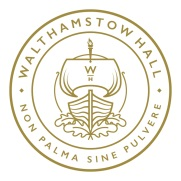 WALTHAMSTOW HALL
W
H
NON PALMA SINE PULVERE